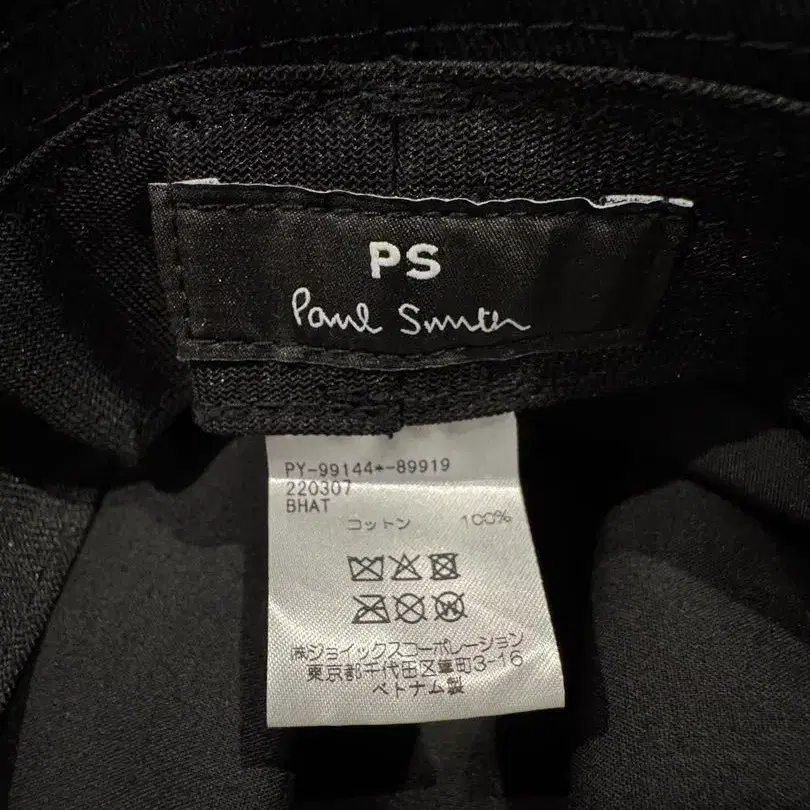 PS
Paul Smith
PY-99144*-89919
220307
BHAT
コットン 100%
㈱ジョイックスコーポレーション
東京都千代田区隼町3-16
ベトナム製